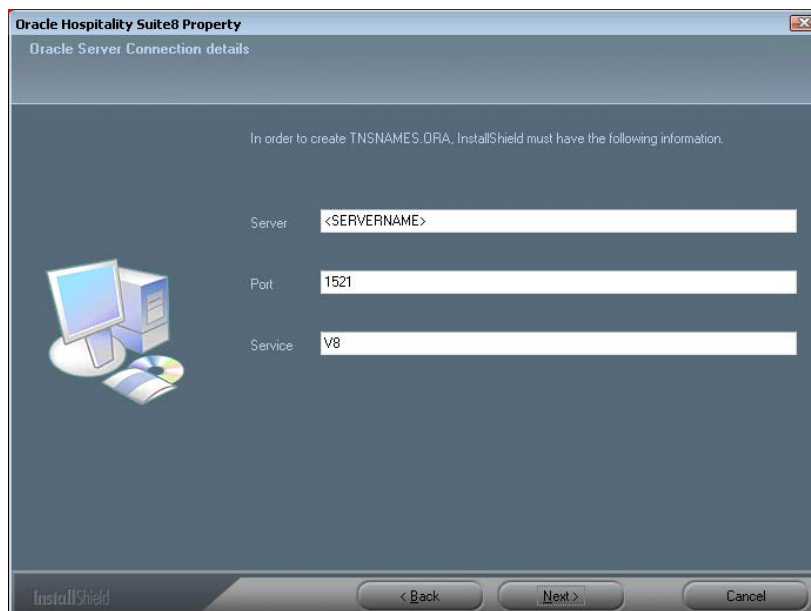 Oracle Hospitality Suite8 Property
Oracle Server Connection details
In order to create TNSNAMES.ORA, InstallShield must have the following information.
Server <SERVERNAME>
Port 1521
Service V8
InstallShield
< Back Next > Cancel